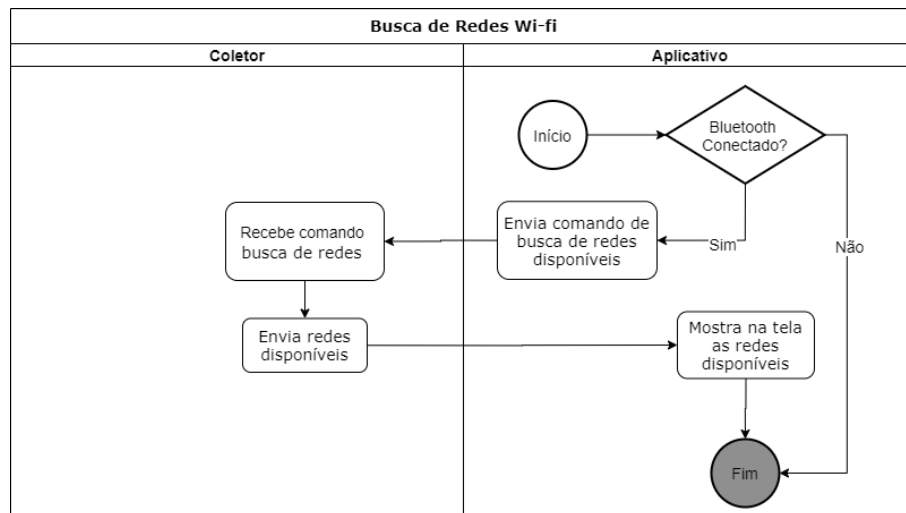 Busca de Redes Wi-fi
Coletor
Aplicativo
Início
Bluetooth
Conectado?
Recebe comando
busca de redes
Envia comando de
busca de redes
disponíveis
Sim
Não
Envia redes
disponíveis
Mostra na tela
as redes
disponíveis
Fim